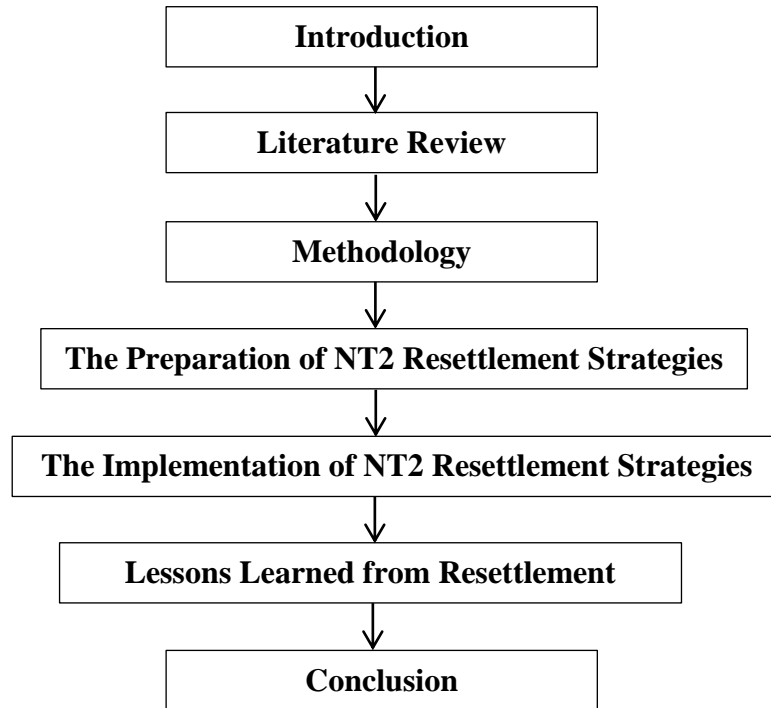 Introduction
Literature Review
Methodology
The Preparation of NT2 Resettlement Strategies
The Implementation of NT2 Resettlement Strategies
Lessons Learned from Resettlement
Conclusion